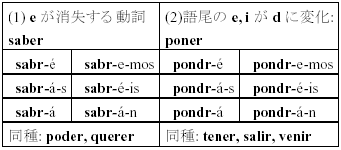 (1) e が消失する動詞 (2)語尾の e, i が d に変化:
saber poner
sabr-é sabr-e-mos pondr-é pondr-e-mos
sabr-á-s sabr-é-is pondr-á-s pondr-é-is
sabr-á sabr-á-n pondr-á pondr-á-n
同種: poder, querer 同種: tener, salir, venir